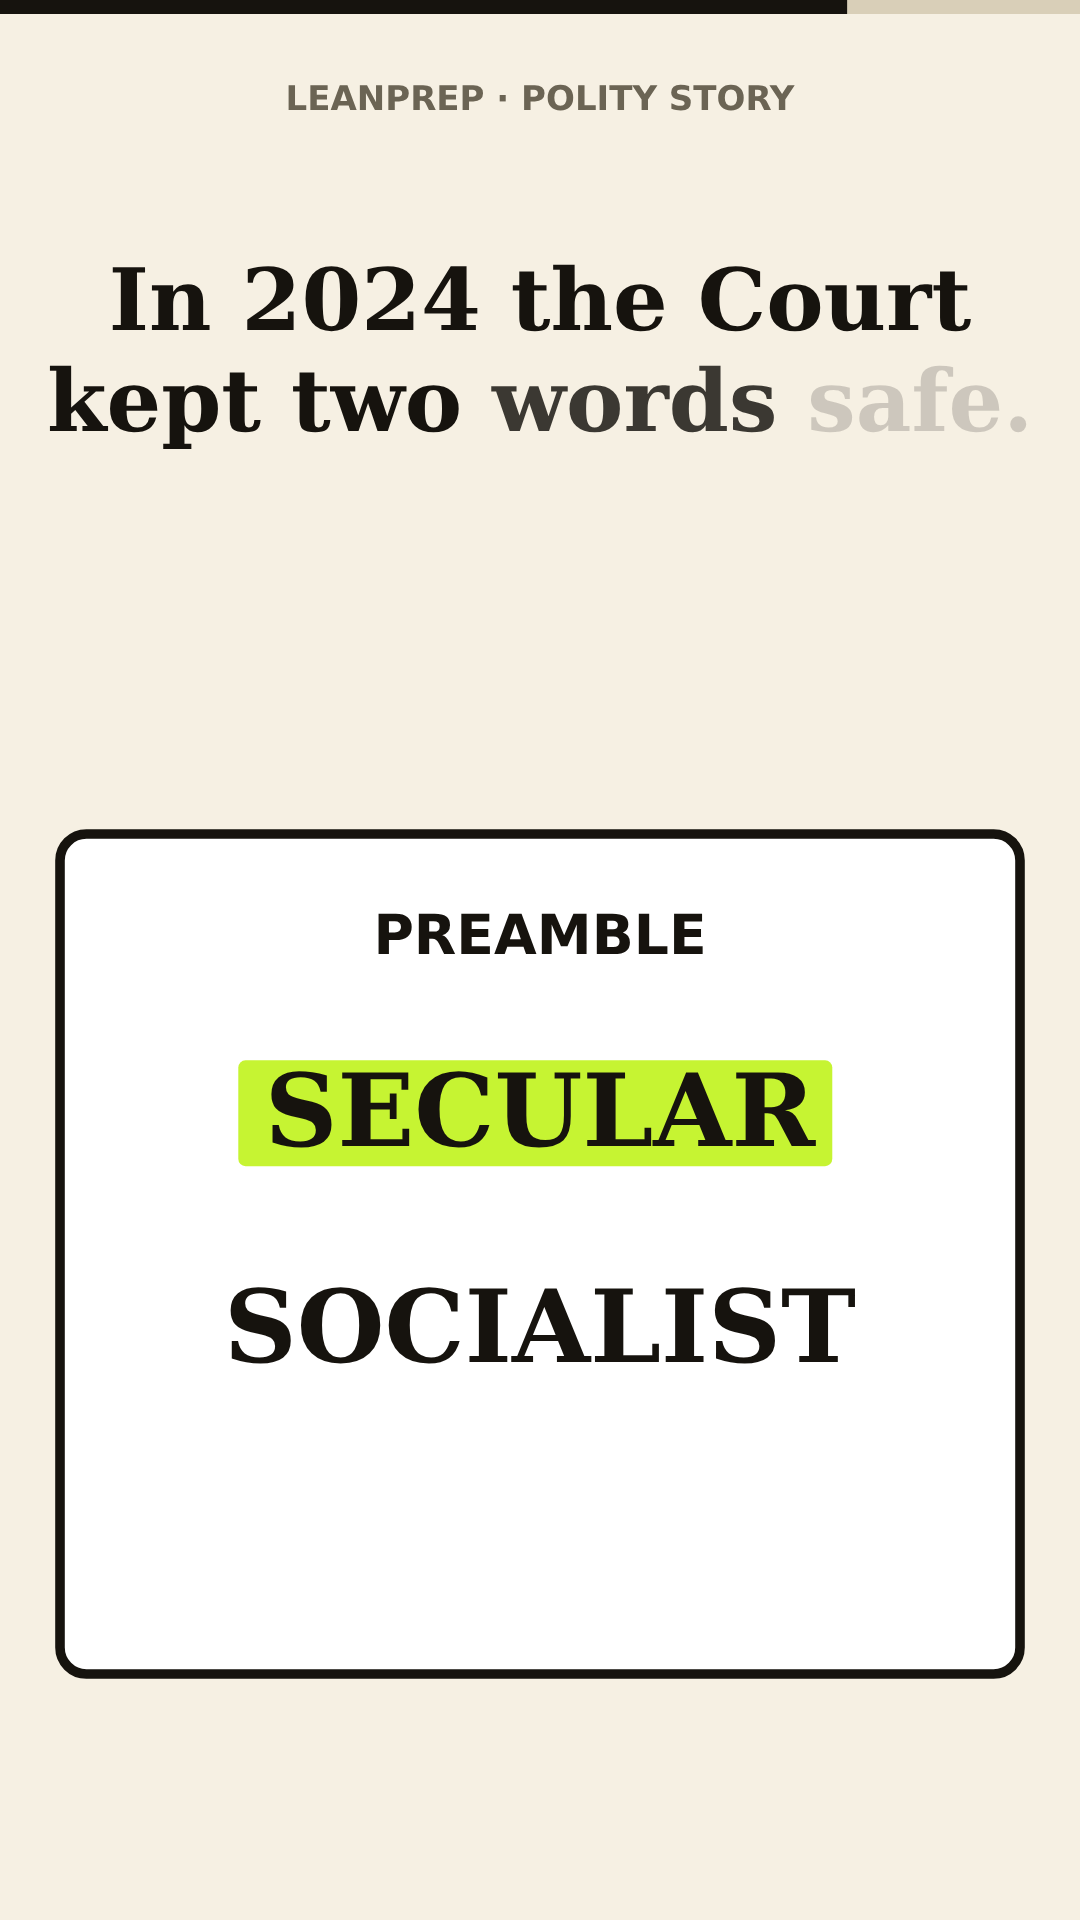 LEANPREP · POLITY STORY
In 2024 the Court
kept two words safe.
PREAMBLE
SECULAR
SOCIALIST